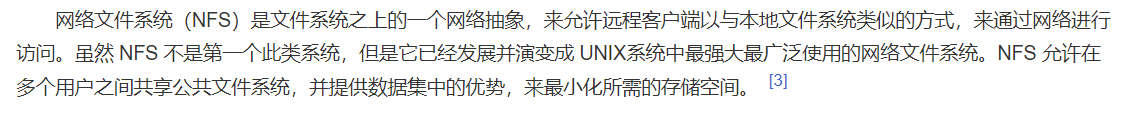 网络文件系统（NFS）是文件系统之上的一个网络抽象，来允许远程客户端以与本地文件系统类似的方式，来通过网络进行
访问。虽然 NFS 不是第一个此类系统，但是它已经发展并演变成 UNIX系统中最强大最广泛使用的网络文件系统。NFS 允许在
多个用户之间共享公共文件系统，并提供数据集中的优势，来最小化所需的存储空间。 [3]